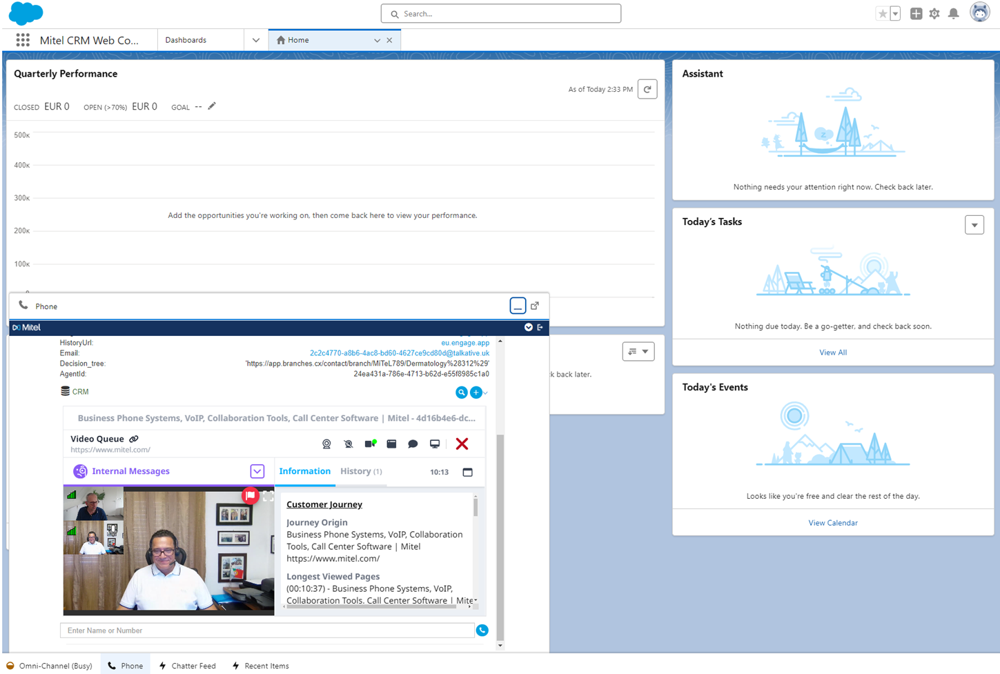 Search...
Mitel CRM Web Co...
Dashboards
Home
Quarterly Performance
As of Today 2:33 PM
CLOSED EUR 0 OPEN (>70%) EUR 0 GOAL --
500K
400K
300K
Add the opportunities you're working on, then come back here to view your performance.
200K
100K
Phone
Mitel
HistoryUrl: eu.engage.app
Email: 2c2c4770-a8b6-4ac8-bd60-4627ce9cd80d@talkative.uk
Decision_tree: 'https://app.branches.cx/contact/branch/MiTeL789/Dermatology%28312%29'
AgentId: 24ea431a-786e-4713-b62d-e55f8985c1a0
CRM
Business Phone Systems, VoIP, Collaboration Tools, Call Center Software | Mitel - 4d16b4e6-dc...
Video Queue
https://www.mitel.com/
Internal Messages
Information
History (1)
10:13
Customer Journey
Journey Origin
Business Phone Systems, VoIP, Collaboration
Tools, Call Center Software | Mitel
https://www.mitel.com/
Longest Viewed Pages
(00:10:37) - Business Phone Systems, VoIP,
Collaboration Tools, Call Center Software | Mite
Enter Name or Number
back later.
Assistant
z
Nothing needs your attention right now. Check back later.
Today's Tasks
Nothing due today. Be a go-getter, and check back soon.
View All
Today's Events
Looks like you're free and clear the rest of the day.
View Calendar
Omni-Channel (Busy)
Phone
Chatter Feed
Recent Items